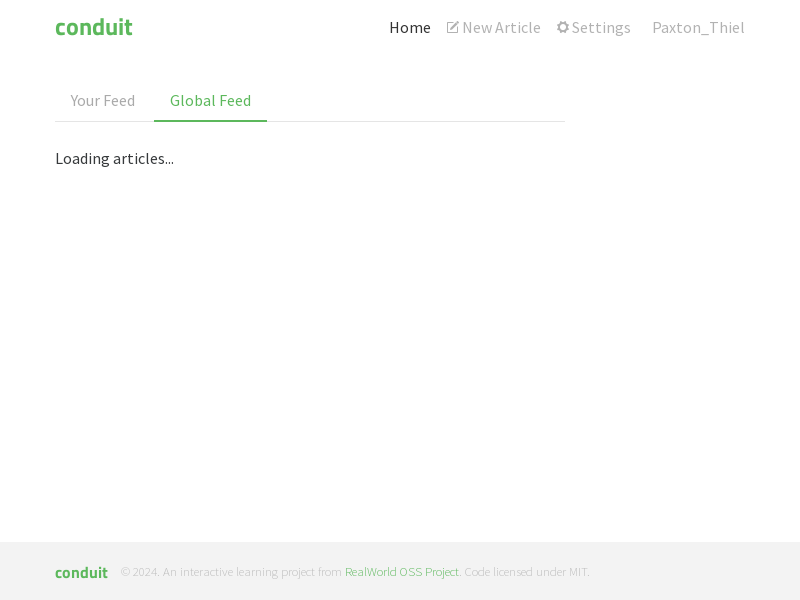 conduit
Home New Article Settings Paxton_Thiel
Your Feed Global Feed
Loading articles...
conduit © 2024. An interactive learning project from RealWorld OSS Project. Code licensed under MIT.